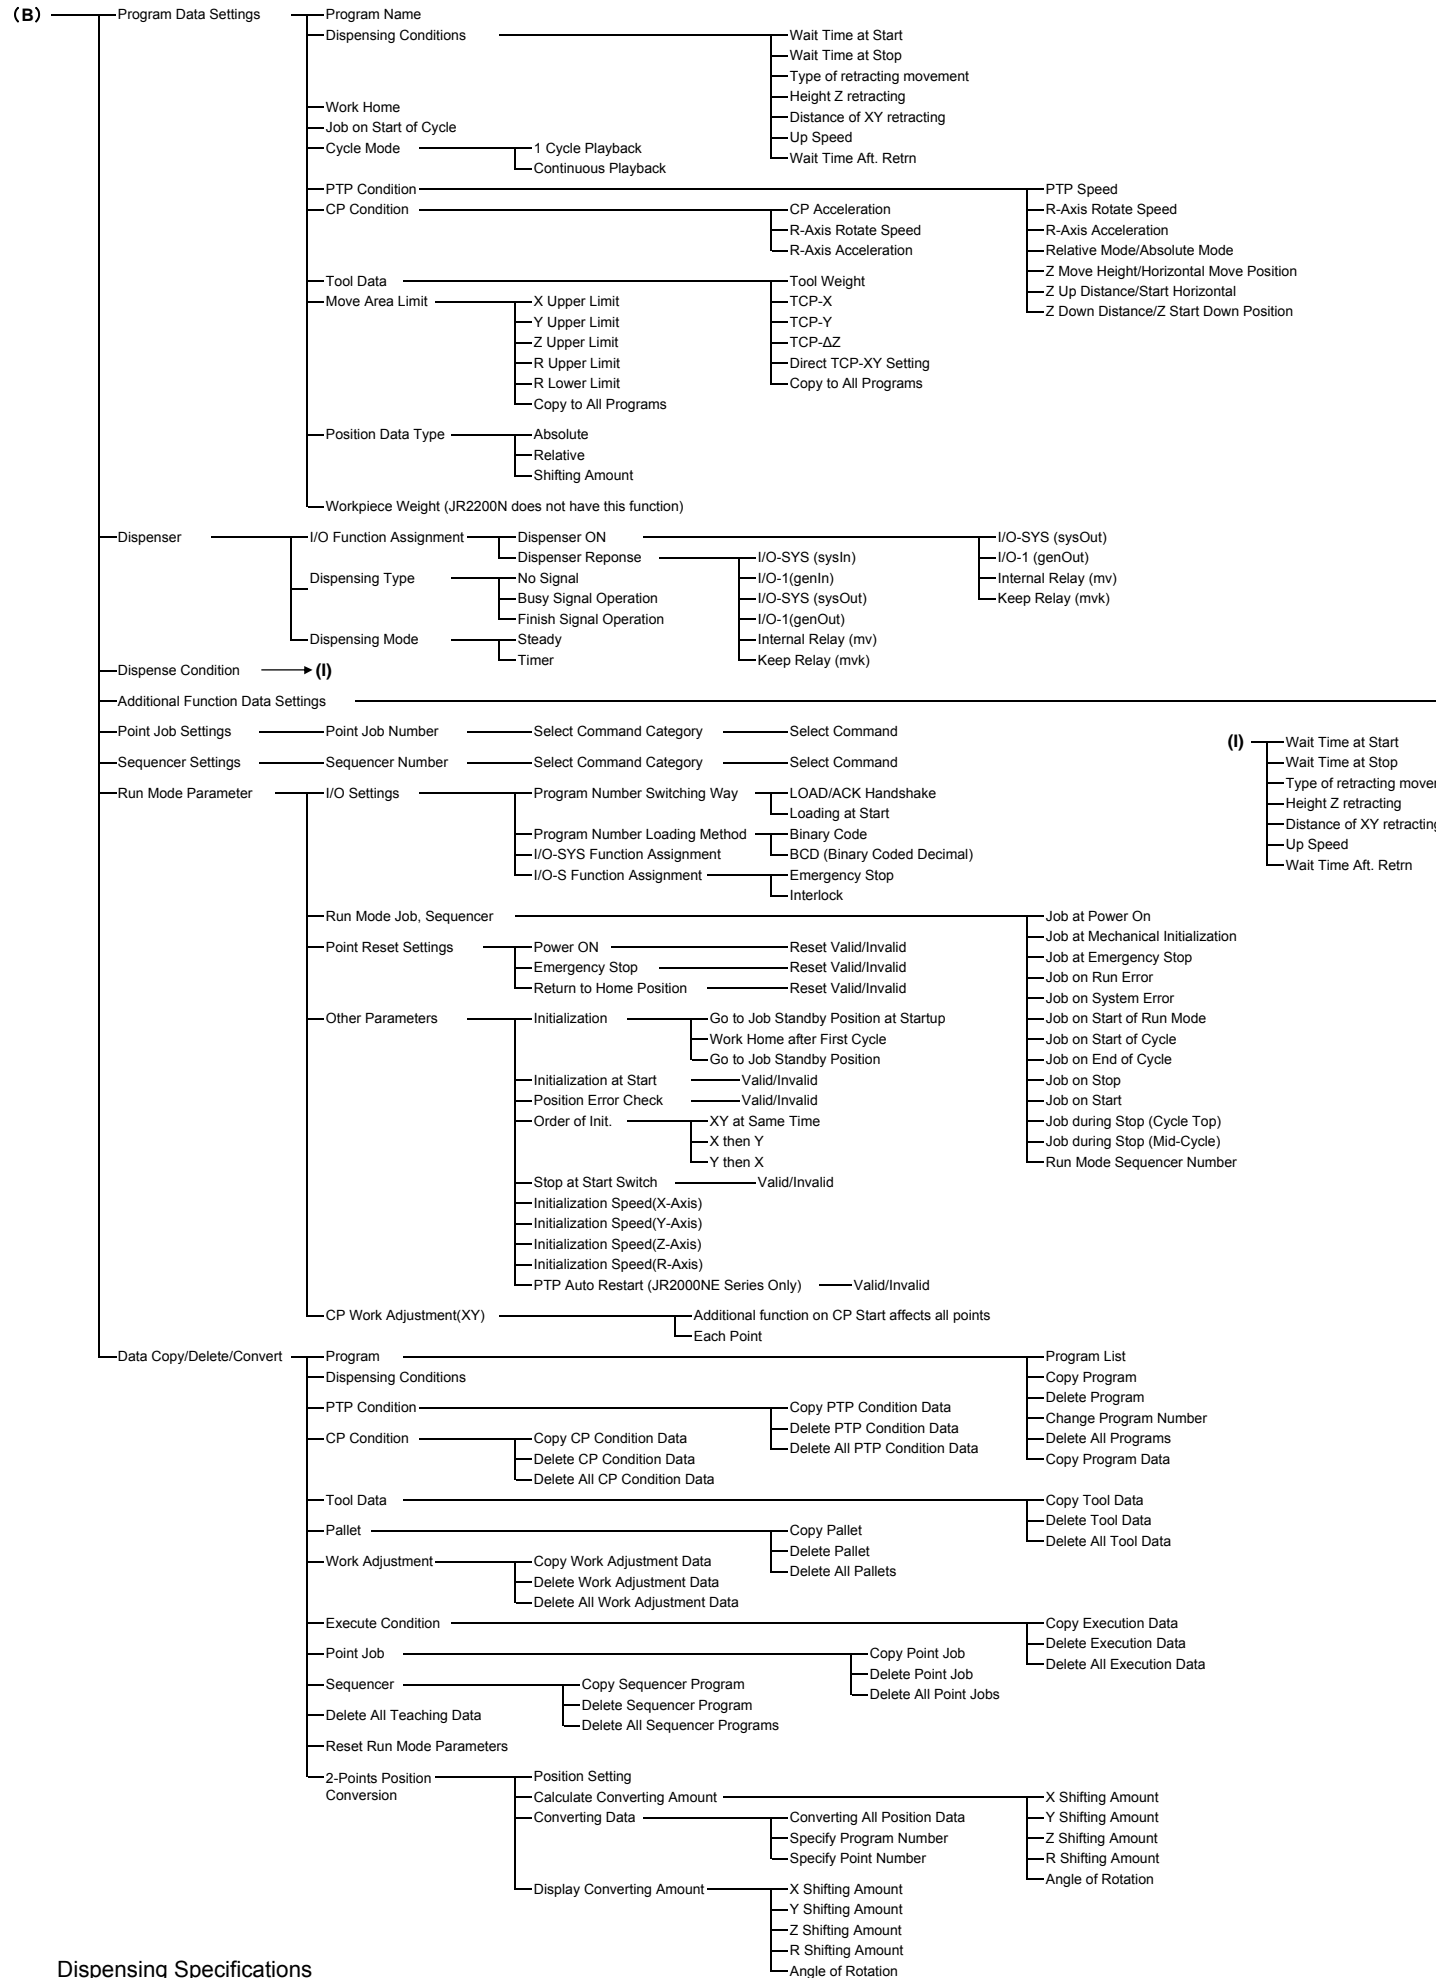 (B)
Program Data Settings
Program Name
Dispensing Conditions
Wait Time at Start
Wait Time at Stop
Type of retracting movement
Height Z retracting
Distance of XY retracting
Up Speed
Wait Time Aft. Retrn
Work Home
Job on Start of Cycle
Cycle Mode
1 Cycle Playback
Continuous Playback
PTP Condition
PTP Speed
R-Axis Rotate Speed
R-Axis Acceleration
Relative Mode/Absolute Mode
Z Move Height/Horizontal Move Position
Z Up Distance/Start Horizontal
Z Down Distance/Z Start Down Position
CP Condition
CP Acceleration
R-Axis Rotate Speed
R-Axis Acceleration
Tool Data
Tool Weight
TCP-X
TCP-Y
TCP-ΔZ
Direct TCP-XY Setting
Copy to All Programs
Move Area Limit
X Upper Limit
Y Upper Limit
Z Upper Limit
R Upper Limit
R Lower Limit
Copy to All Programs
Position Data Type
Absolute
Relative
Shifting Amount
Workpiece Weight (JR2200N does not have this function)
Dispenser
I/O Function Assignment
Dispenser ON
I/O-SYS (sysOut)
I/O-1 (genOut)
Internal Relay (mv)
Keep Relay (mvk)
Dispenser Reponse
I/O-SYS (sysIn)
I/O-1(genIn)
I/O-SYS (sysOut)
I/O-1(genOut)
Internal Relay (mv)
Keep Relay (mvk)
Dispensing Type
No Signal
Busy Signal Operation
Finish Signal Operation
Dispensing Mode
Steady
Timer
Dispense Condition
(I)
Additional Function Data Settings
Point Job Settings
Point Job Number
Select Command Category
Select Command
Sequencer Settings
Sequencer Number
Select Command Category
Select Command
(I)
Wait Time at Start
Wait Time at Stop
Type of retracting
Height Z retracting
Distance of XY retracting
Up Speed
Wait Time Aft. Retrn
Run Mode Parameter
I/O Settings
Program Number Switching Way
LOAD/ACK Handshake
Loading at Start
Program Number Loading Method
Binary Code
BCD (Binary Coded Decimal)
I/O-SYS Function Assignment
I/O-S Function Assignment
Emergency Stop
Interlock
Run Mode Job, Sequencer
Job at Power On
Job at Mechanical Initialization
Job at Emergency Stop
Job on Run Error
Job on System Error
Job on Start of Run Mode
Job on Start of Cycle
Job on End of Cycle
Job on Stop
Job on Start
Job during Stop (Cycle Top)
Job during Stop (Mid-Cycle)
Run Mode Sequencer Number
Point Reset Settings
Power ON
Reset Valid/Invalid
Emergency Stop
Reset Valid/Invalid
Return to Home Position
Reset Valid/Invalid
Other Parameters
Initialization
Go to Job Standby Position at Startup
Work Home after First Cycle
Go to Job Standby Position
Initialization at Start
Valid/Invalid
Position Error Check
Valid/Invalid
Order of Init.
XY at Same Time
X then Y
Y then X
Stop at Start Switch
Valid/Invalid
Initialization Speed(X-Axis)
Initialization Speed(Y-Axis)
Initialization Speed(Z-Axis)
Initialization Speed(R-Axis)
PTP Auto Restart (JR2000NE Series Only)
Valid/Invalid
CP Work Adjustment(XY)
Additional function on CP Start affects all points
Each Point
Data Copy/Delete/Convert
Program
Program List
Copy Program
Delete Program
Change Program Number
Delete All Programs
Copy Program Data
Dispensing Conditions
PTP Condition
Copy PTP Condition Data
Delete PTP Condition Data
Delete All PTP Condition Data
CP Condition
Copy CP Condition Data
Delete CP Condition Data
Delete All CP Condition Data
Tool Data
Copy Tool Data
Delete Tool Data
Delete All Tool Data
Pallet
Copy Pallet
Delete Pallet
Delete All Pallets
Work Adjustment
Copy Work Adjustment Data
Delete Work Adjustment Data
Delete All Work Adjustment Data
Execute Condition
Copy Execution Data
Delete Execution Data
Delete All Execution Data
Point Job
Copy Point Job
Delete Point Job
Delete All Point Jobs
Sequencer
Copy Sequencer Program
Delete Sequencer Program
Delete All Sequencer Programs
Delete All Teaching Data
Reset Run Mode Parameters
2-Points Position
Conversion
Position Setting
Calculate Converting Amount
X Shifting Amount
Y Shifting Amount
Z Shifting Amount
R Shifting Amount
Angle of Rotation
Converting Data
Converting All Position Data
Specify Program Number
Specify Point Number
Display Converting Amount
X Shifting Amount
Y Shifting Amount
Z Shifting Amount
R Shifting Amount
Angle of Rotation
Dispensing Specifications